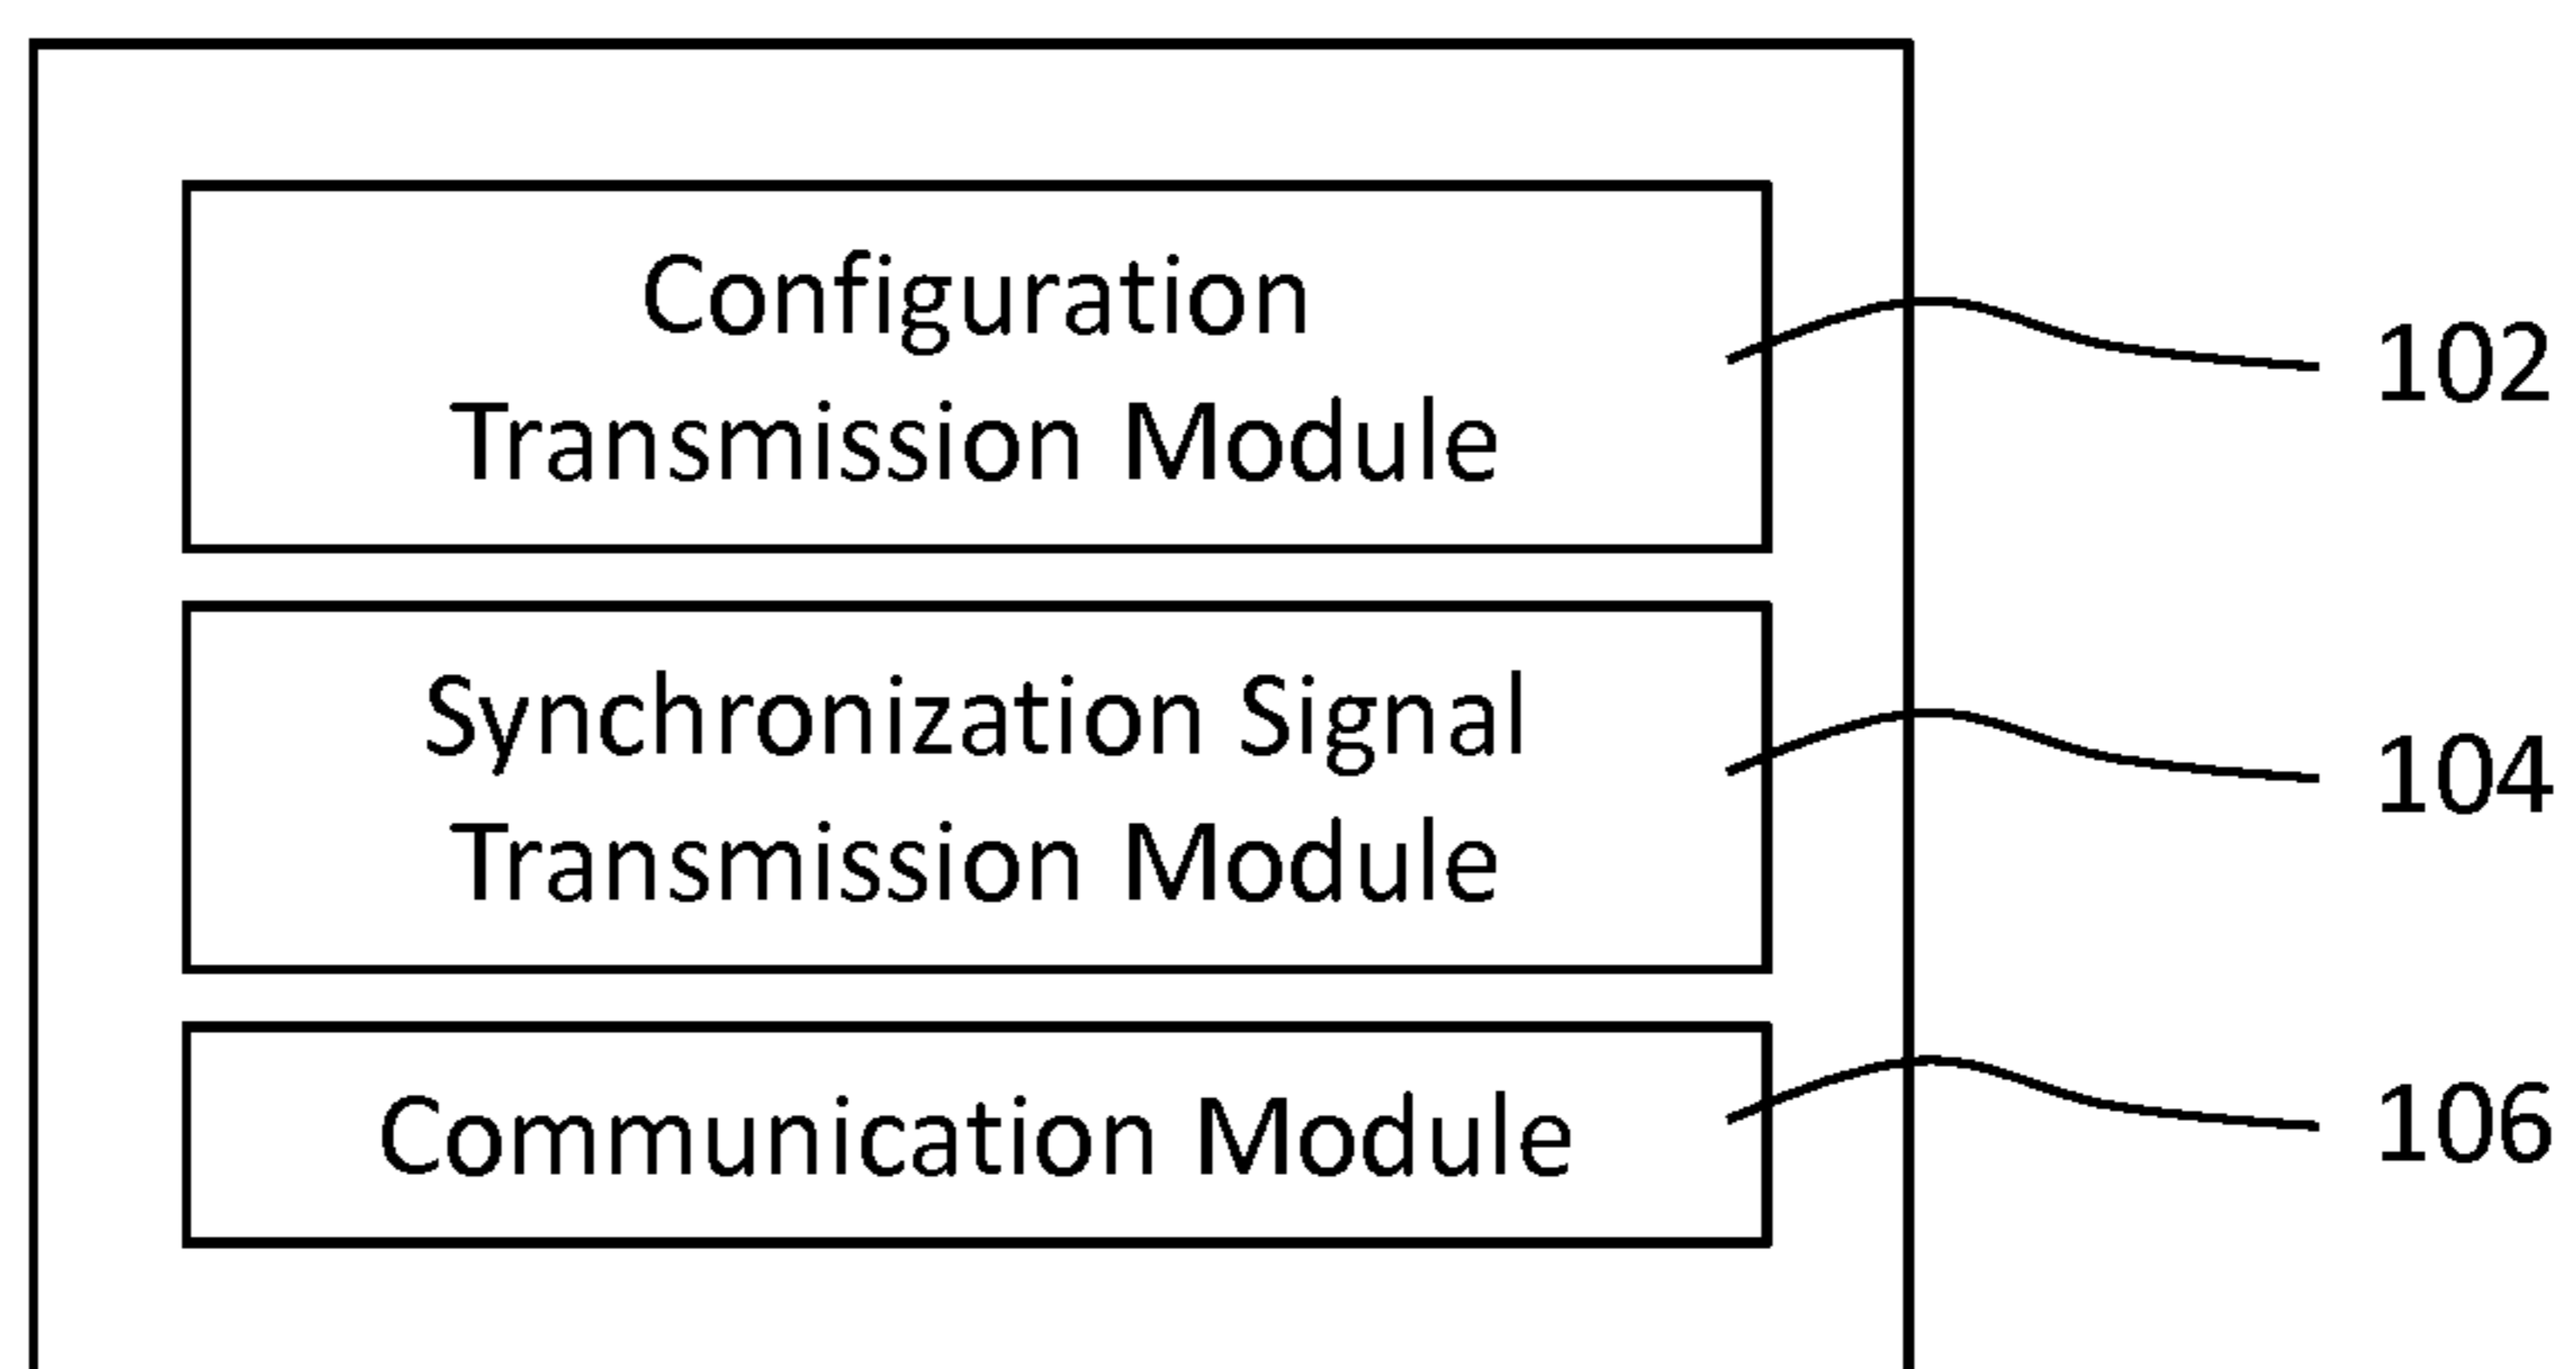 Configuration
Transmission Module
102
Synchronization Signal
Transmission Module
104
Communication Module
106